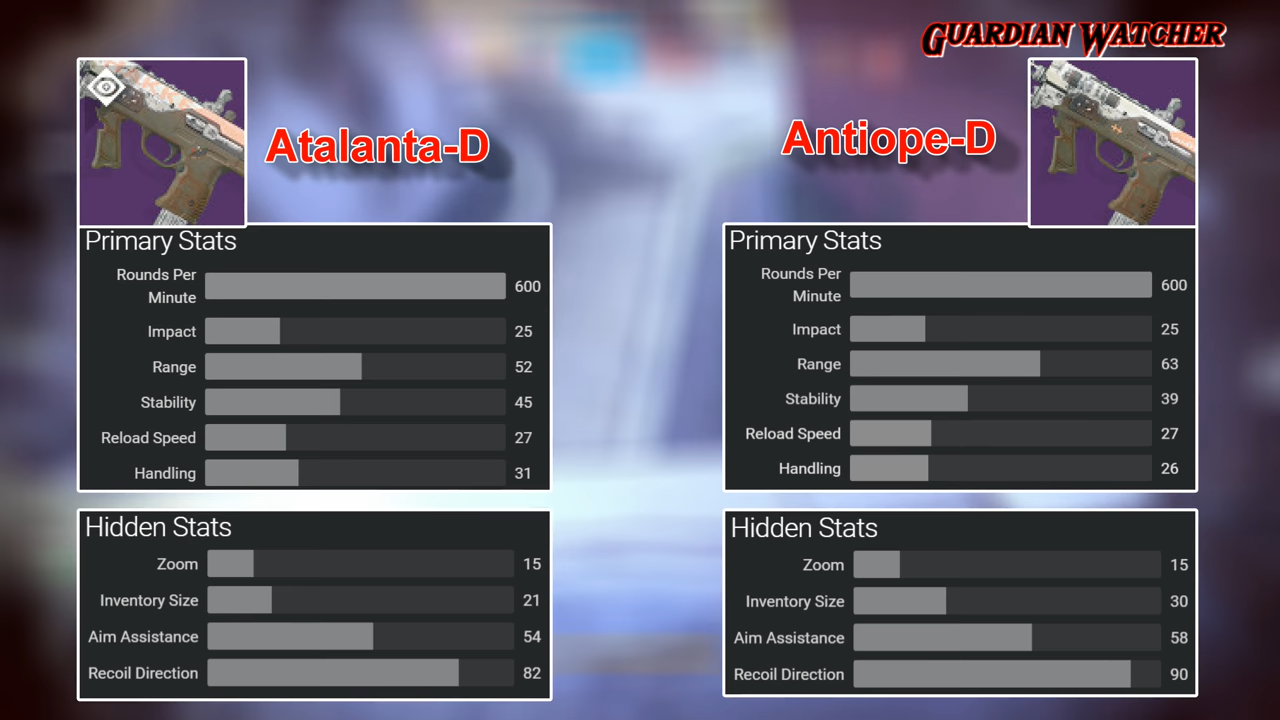 GUARDIAN WATCHER
Atalanta-D
Primary Stats
Rounds Per
Minute
600
Impact 25
Range 52
Stability 45
Reload Speed 27
Handling 31
Hidden Stats
Zoom 15
Inventory Size 21
Aim Assistance 54
Recoil Direction 82
Antiope-D
Primary Stats
Rounds Per
Minute
600
Impact 25
Range 63
Stability 39
Reload Speed 27
Handling 26
Hidden Stats
Zoom 15
Inventory Size 30
Aim Assistance 58
Recoil Direction 90